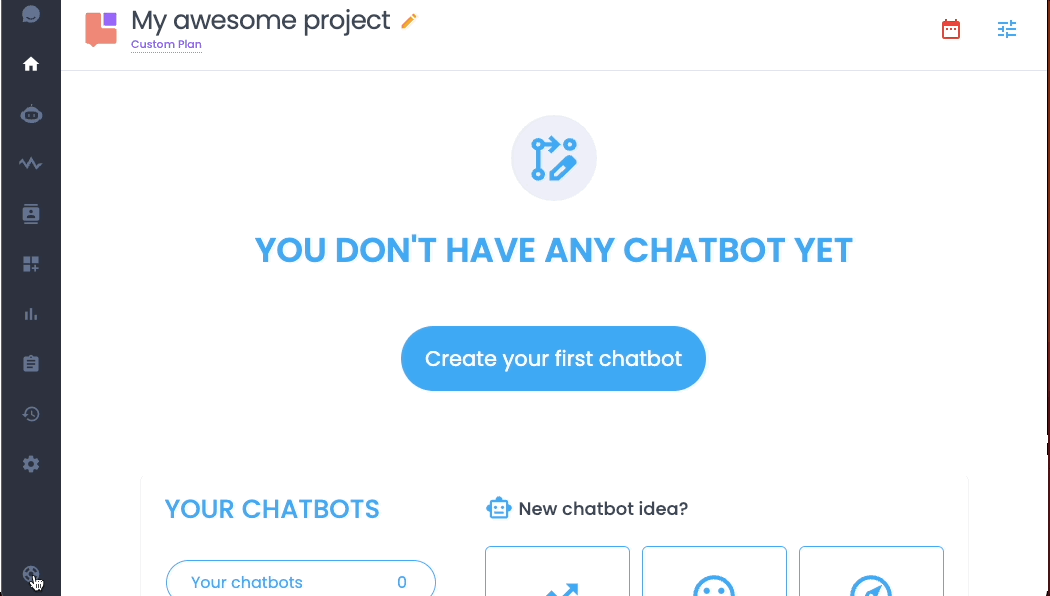 My awesome project
Custom Plan
YOU DON'T HAVE ANY CHATBOT YET
Create your first chatbot
YOUR CHATBOTS
New chatbot idea?
Your chatbots 0